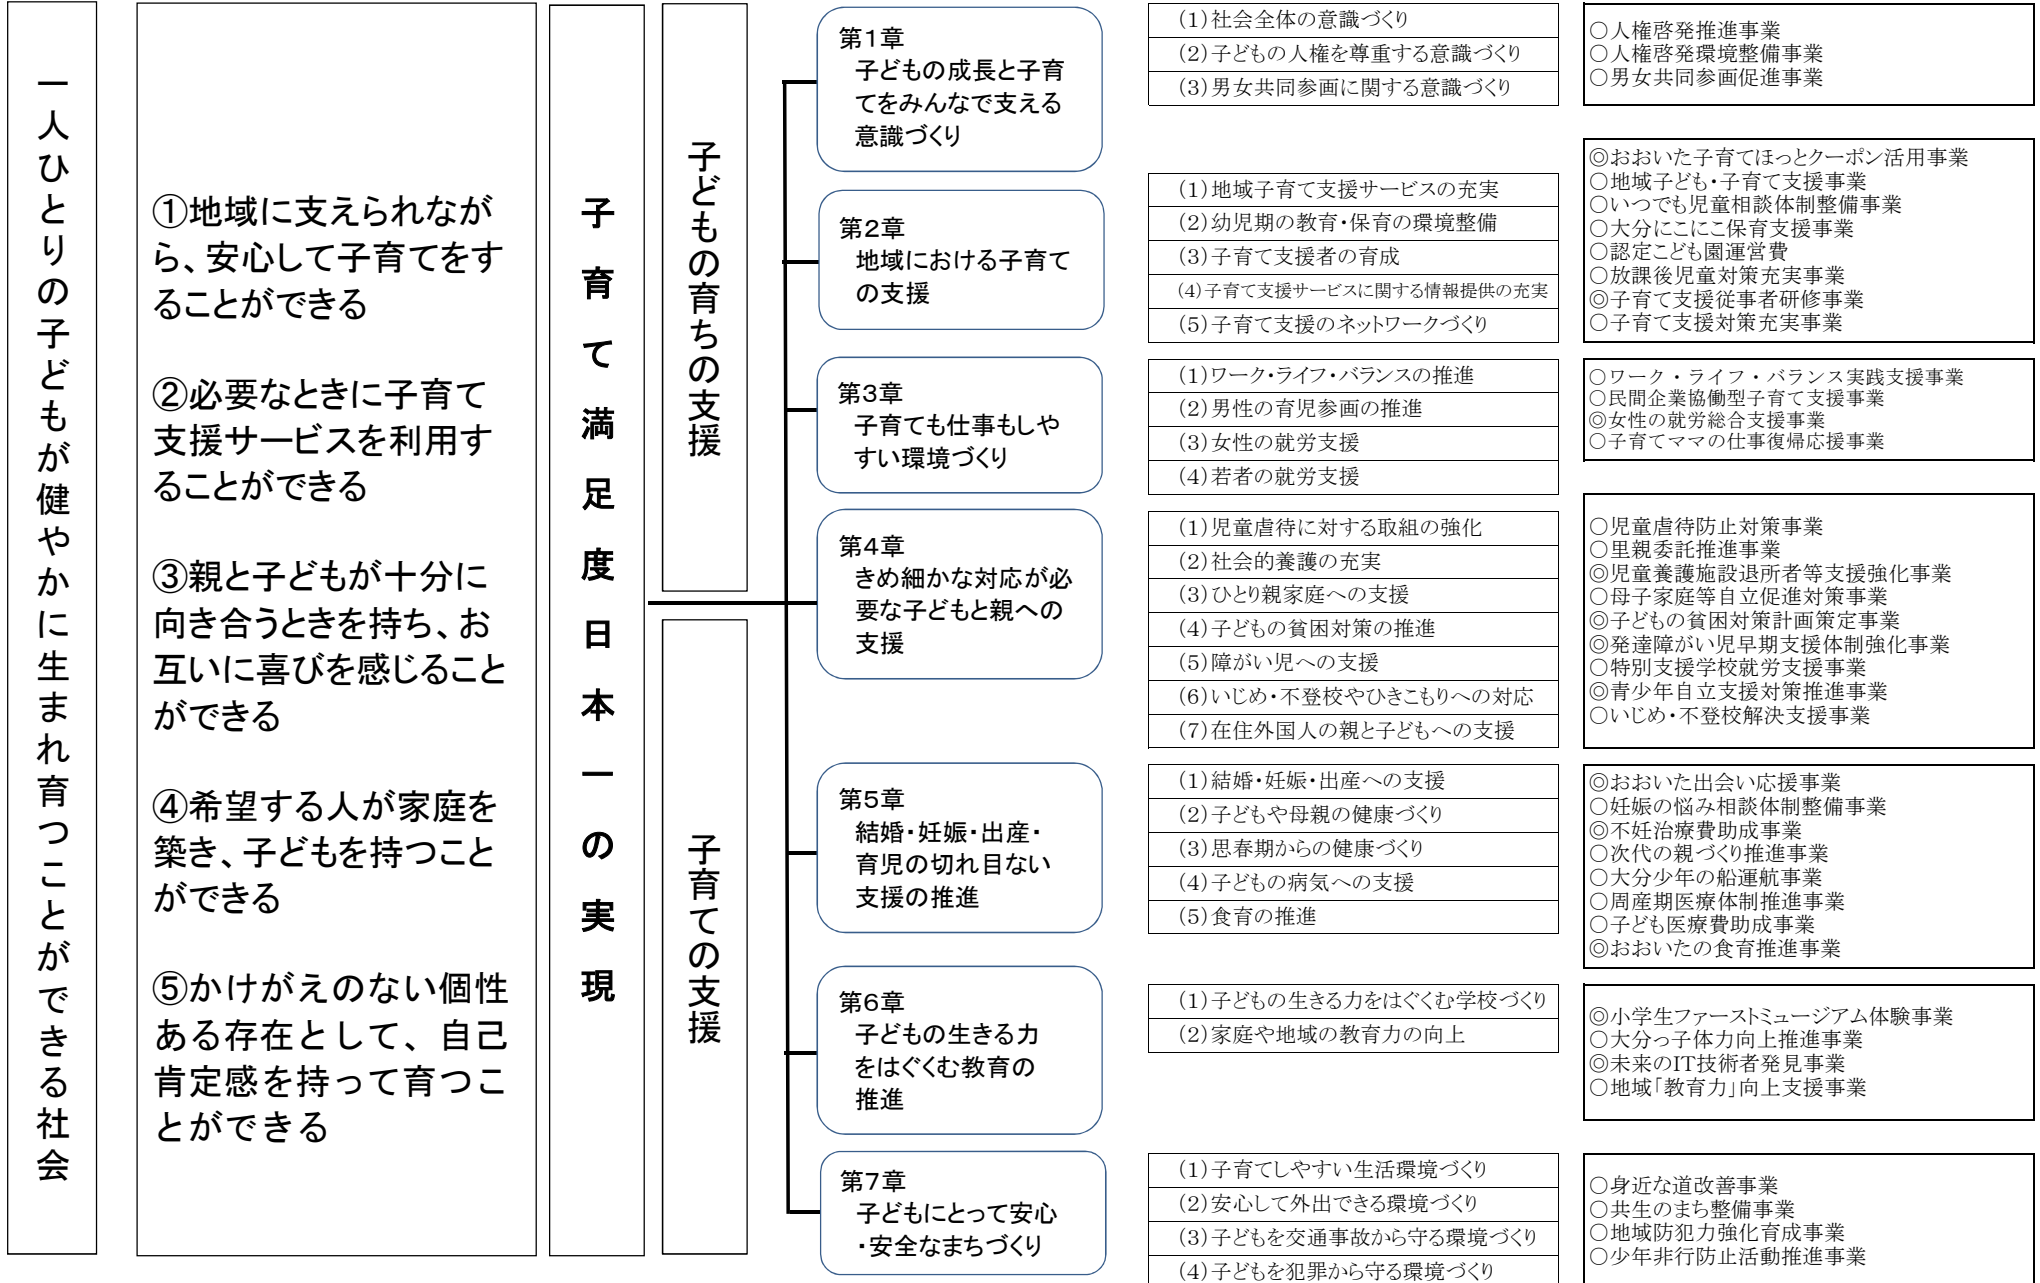 一人ひとりの子どもが健やかに生まれ育つことができる社会
①地域に支えられなが
ら、安心して子育てをす
ることができる
②必要なときに子育て
支援サービスを利用す
ることができる
③親と子どもが十分に
向き合うときを持ち、お
互いに喜びを感じること
ができる
④希望する人が家庭を
築き、子どもを持つこと
ができる
⑤かけがえのない個性
ある存在として、自己
肯定感を持って育つこ
とができる
子育て満足度日本一の実現
子どもの育ちの支援
子育ての支援
第1章
子どもの成長と子育
てをみんなで支える
意識づくり
(1)社会全体の意識づくり
(2)子どもの人権を尊重する意識づくり
(3)男女共同参画に関する意識づくり
○人権啓発推進事業
○人権啓発環境整備事業
○男女共同参画促進事業
第2章
地域における子育て
の支援
(1)地域子育て支援サービスの充実
(2)幼児期の教育・保育の環境整備
(3)子育て支援者の育成
(4)子育て支援サービスに関する情報提供の充実
(5)子育て支援のネットワークづくり
◎おおいた子育てほっとクーポン活用事業
○地域子ども・子育て支援事業
○いつでも児童相談体制整備事業
○大分にこにこ保育支援事業
○認定こども園運営費
○放課後児童対策充実事業
◎子育て支援従事者研修事業
○子育て支援対策充実事業
第3章
子育ても仕事もしや
すい環境づくり
(1)ワーク・ライフ・バランスの推進
(2)男性の育児参画の推進
(3)女性の就労支援
(4)若者の就労支援
○ワーク・ライフ・バランス実践支援事業
○民間企業協働型子育て支援事業
◎女性の就労総合支援事業
○子育てママの仕事復帰応援事業
第4章
きめ細かな対応が必
要な子どもと親への
支援
(1)児童虐待に対する取組の強化
(2)社会的養護の充実
(3)ひとり親家庭への支援
(4)子どもの貧困対策の推進
(5)障がい児への支援
(6)いじめ・不登校やひきこもりへの対応
(7)在住外国人の親と子どもへの支援
○児童虐待防止対策事業
○里親委託推進事業
◎児童養護施設退所者等支援強化事業
○母子家庭等自立促進対策事業
◎子どもの貧困対策計画策定事業
◎発達障がい児早期支援体制強化事業
○特別支援学校就労支援事業
◎青少年自立支援対策推進事業
○いじめ・不登校解決支援事業
第5章
結婚・妊娠・出産・
育児の切れ目ない
支援の推進
(1)結婚・妊娠・出産への支援
(2)子どもや母親の健康づくり
(3)思春期からの健康づくり
(4)子どもの病気への支援
(5)食育の推進
◎おおいた出会い応援事業
○妊娠の悩み相談体制整備事業
◎不妊治療費助成事業
○次代の親づくり推進事業
○大分少年の船運航事業
○周産期医療体制推進事業
○子ども医療費助成事業
◎おおいたの食育推進事業
第6章
子どもの生きる力
をはぐくむ教育の
推進
(1)子どもの生きる力をはぐくむ学校づくり
(2)家庭や地域の教育力の向上
◎小学生ファーストミュージアム体験事業
○大分っ子体力向上推進事業
◎未来のIT技術者発見事業
○地域「教育力」向上支援事業
第7章
子どもにとって安心
・安全なまちづくり
(1)子育てしやすい生活環境づくり
(2)安心して外出できる環境づくり
(3)子どもを交通事故から守る環境づくり
(4)子どもを犯罪から守る環境づくり
○身近な道改善事業
○共生のまち整備事業
○地域防犯力強化育成事業
○少年非行防止活動推進事業